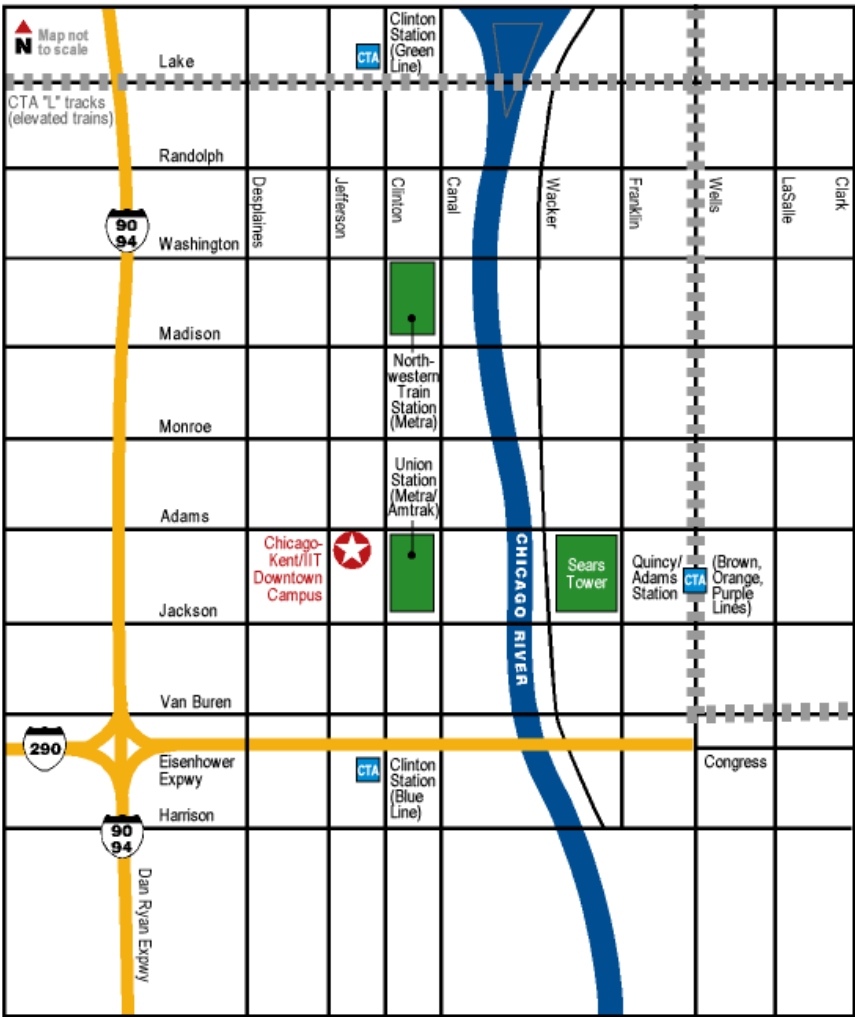 N
Map not
to scale
Clinton
Station
(Green
Line)
CTA
Lake
CTA "L" tracks
(elevated trains)
Randolph
Desplaines
Jefferson
Clinton
Canal
Wacker
Franklin
Wells
LaSalle
Clark
90
94
Washington
Madison
North-
western
Train
Station
(Metra)
Monroe
Union
Station
(Metra/
Amtrak)
Adams
Chicago-
Kent/IIT
Downtown
Campus
CHICAGO RIVER
Sears
Tower
Quincy/
Adams
Station
CTA
(Brown,
Orange,
Purple
Lines)
Jackson
Van Buren
290
Eisenhower
Expwy
CTA
Clinton
Station
(Blue
Line)
Congress
Harrison
90
94
Dan Ryan Expwy